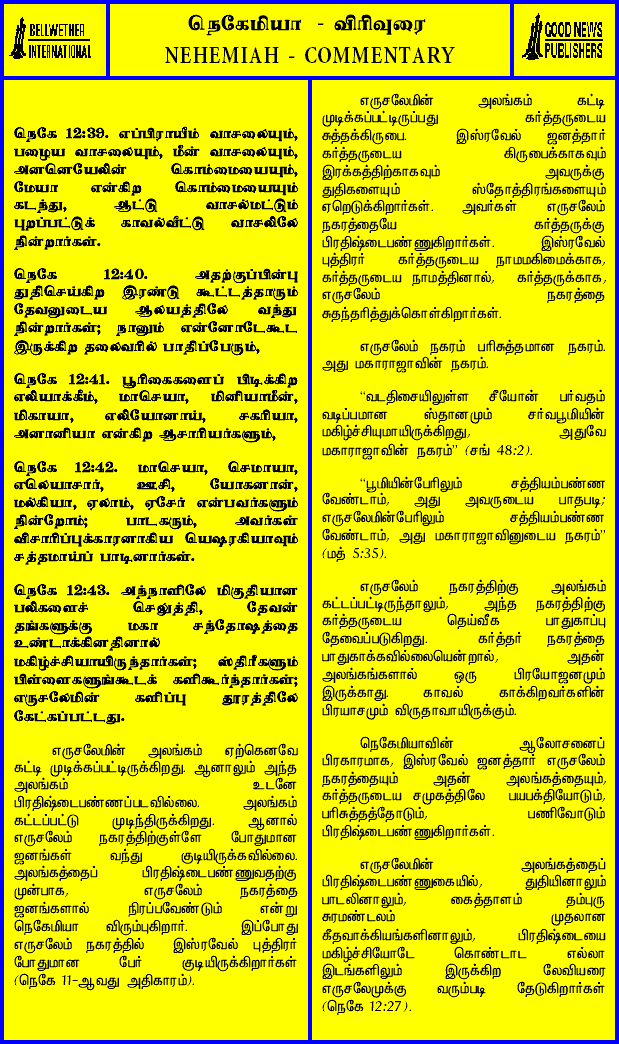 BELLWETHER
INTERNATIONAL
நெகேமியா - விரிவுரை
NEHEMIAH - COMMENTARY
GOOD NEWS
PUBLISHERS
நெகே 12:39. எப்பிராயீம் வாசலையும்,
பழைய வாசலையும், மீன் வாசலையும்,
அனனெயேலின் கொம்மையையும்,
மேயா என்கிற கொம்மையையும்
கடந்து, ஆட்டு வாசல்மட்டும்
புறப்பட்டுக் காவல்வீட்டு வாசலிலே
நின்றார்கள்.
நெகே 12:40. அதற்குப்பின்பு
துதிசெய்கிற இரண்டு கூட்டத்தாரும்
தேவனுடைய ஆலயத்திலே வந்து
நின்றார்கள்; நானும் என்னோடேகூட
இருக்கிற தலைவரில் பாதிப்பேரும்,
நெகே 12:41. பூரிகைகளைப் பிடிக்கிற
எலியாக்கீம், மாசெயா, மினியாமீன்,
மிகாயா, எலியோனாய், சகரியா,
அனானியா என்கிற ஆசாரியர்களும்,
நெகே 12:42. மாசெயா, செமாயா,
எலெயாசார், ஊசி, யோகனான்,
மல்கியா, ஏலாம், ஏசேர் என்பவர்களும்
நின்றோம்; பாடகரும், அவர்கள்
விசாரிப்புக்காரனாகிய யெஷரகியாவும்
சத்தமாய்ப் பாடினார்கள்.
நெகே 12:43. அந்நாளிலே மிகுதியான
பலிகளைச் செலுத்தி, தேவன்
தங்களுக்கு மகா சந்தோஷத்தை
உண்டாக்கினதினால்
மகிழ்ச்சியாயிருந்தார்கள்; ஸ்திரீகளும்
பிள்ளைகளுங்கூடக் களிகூர்ந்தார்கள்;
எருசலேமின் களிப்பு தூரத்திலே
கேட்கப்பட்டது.
எருசலேமின் அலங்கம் ஏற்கெனவே
கட்டி முடிக்கப்பட்டிருக்கிறது. ஆனாலும் அந்த
அலங்கம் உடனே
பிரதிஷ்டைபண்ணப்படவில்லை. அலங்கம்
கட்டப்பட்டு முடிந்திருக்கிறது. ஆனால்
எருசலேம் நகரத்திற்குள்ளே போதுமான
ஜனங்கள் வந்து குடியிருக்கவில்லை.
அலங்கத்தைப் பிரதிஷ்டைபண்ணுவதற்கு
முன்பாக, எருசலேம் நகரத்தை
ஜனங்களால் நிரப்பவேண்டும் என்று
நெகேமியா விரும்புகிறார். இப்போது
எருசலேம் நகரத்தில் இஸ்ரவேல் புத்திரர்
போதுமான பேர் குடியிருக்கிறார்கள்
(நெகே 11-ஆவது அதிகாரம்).
எருசலேமின் அலங்கம் கட்டி
முடிக்கப்பட்டிருப்பது கர்த்தருடைய
சுத்தக்கிருபை. இஸ்ரவேல் ஜனத்தார்
கர்த்தருடைய கிருபைக்காகவும்
இரக்கத்திற்காகவும் அவருக்கு
துதிகளையும் ஸ்தோத்திரங்களையும்
ஏறெடுக்கிறார்கள். அவர்கள் எருசலேம்
நகரத்தையே கர்த்தருக்கு
பிரதிஷ்டைபண்ணுகிறார்கள். இஸ்ரவேல்
புத்திரர் கர்த்தருடைய நாமமகிமைக்காக,
கர்த்தருடைய நாமத்தினால், கர்த்தருக்காக,
எருசலேம் நகரத்தை
சுதந்தரித்துக்கொள்கிறார்கள்.
எருசலேம் நகரம் பரிசுத்தமான நகரம்.
அது மகாராஜாவின் நகரம்.
“வடதிசையிலுள்ள சீயோன் பர்வதம்
வடிப்பமான ஸ்தானமும் சர்வபூமியின்
மகிழ்ச்சியுமாயிருக்கிறது, அதுவே
மகாராஜாவின் நகரம்” (சங் 48:2).
“பூமியின்பேரிலும் சத்தியம்பண்ண
வேண்டாம், அது அவருடைய பாதபடி;
எருசலேமின்பேரிலும் சத்தியம்பண்ண
வேண்டாம், அது மகாராஜாவினுடைய நகரம்”
(மத் 5:35).
எருசலேம் நகரத்திற்கு அலங்கம்
கட்டப்பட்டிருந்தாலும், அந்த நகரத்திற்கு
கர்த்தருடைய தெய்வீக பாதுகாப்பு
தேவைப்படுகிறது. கர்த்தர் நகரத்தை
பாதுகாக்கவில்லையென்றால், அதன்
அலங்கங்களால் ஒரு பிரயோஜனமும்
இருக்காது. காவல் காக்கிறவர்களின்
பிரயாசமும் விருதாவாயிருக்கும்.
நெகேமியாவின் ஆலோசனைப்
பிரகாரமாக, இஸ்ரவேல் ஜனத்தார் எருசலேம்
நகரத்தையும் அதன் அலங்கத்தையும்,
கர்த்தருடைய சமுகத்திலே பயபக்தியோடும்,
பரிசுத்தத்தோடும், பணிவோடும்
பிரதிஷ்டைபண்ணுகிறார்கள்.
எருசலேமின் அலங்கத்தைப்
பிரதிஷ்டைபண்ணுகையில், துதியினாலும்
பாடலினாலும், கைத்தாளம் தம்புரு
சுரமண்டலம் முதலான
கீதவாக்கியங்களினாலும், பிரதிஷ்டையை
மகிழ்ச்சியோடே கொண்டாட எல்லா
இடங்களிலும் இருக்கிற லேவியரை
எருசலேமுக்கு வரும்படி தேடுகிறார்கள்
(நெகே 12:27).